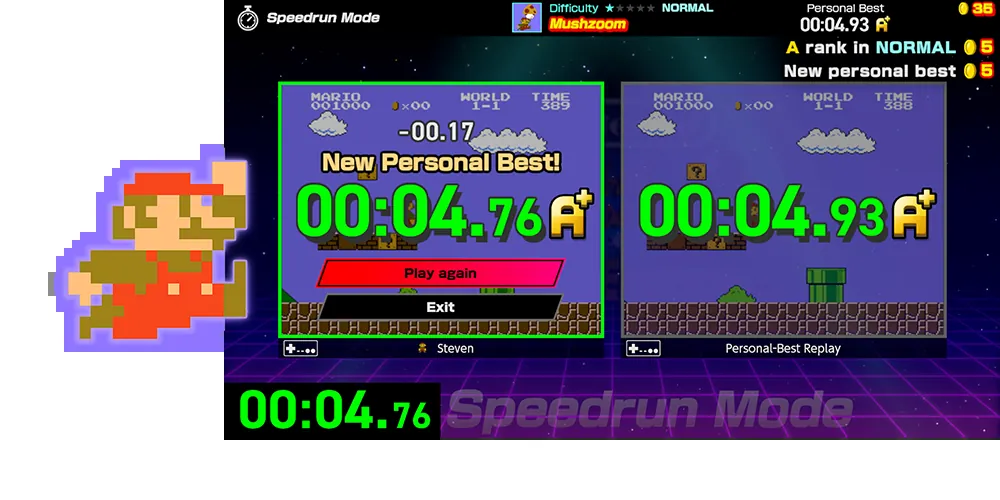 Speedrun Mode
Difficulty ★★★★★ NORMAL
Mushzoom
Personal Best
00:04.93 A+
35
A rank in NORMAL 5
New personal best 5
MARIO WORLD TIME
001000 x00 1-1 389
-00.17
New Personal Best!
00:04.76 A+
Play again
Exit
Steven
MARIO WORLD TIME
001000 x00 1-1 388
?
00:04.93 A+
Personal-Best Replay
00:04.76
Speedrun Mode